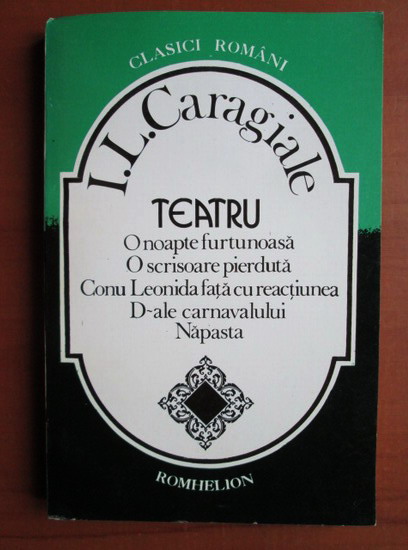 CLASICI ROMÂNI
I.L.Caragiale
TEATRU
O noapte furtunoasă
O scrisoare pierdută
Conu Leonida față cu reacțiunea
D-ale carnavalului
Năpasta
ROMHELION